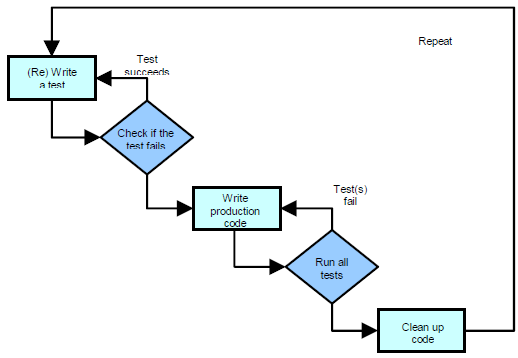 Repeat
Test
succeeds
(Re) Write
a test
Check if the
test fails
Test(s)
fail
Write
production
code
Run all
tests
Clean up
code